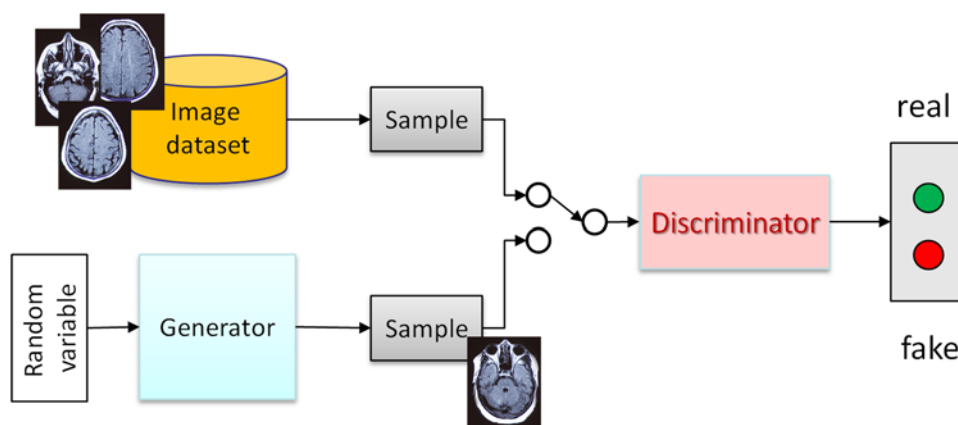 Image
dataset
Sample
real
Discriminator
Random
variable
Generator
Sample
fake